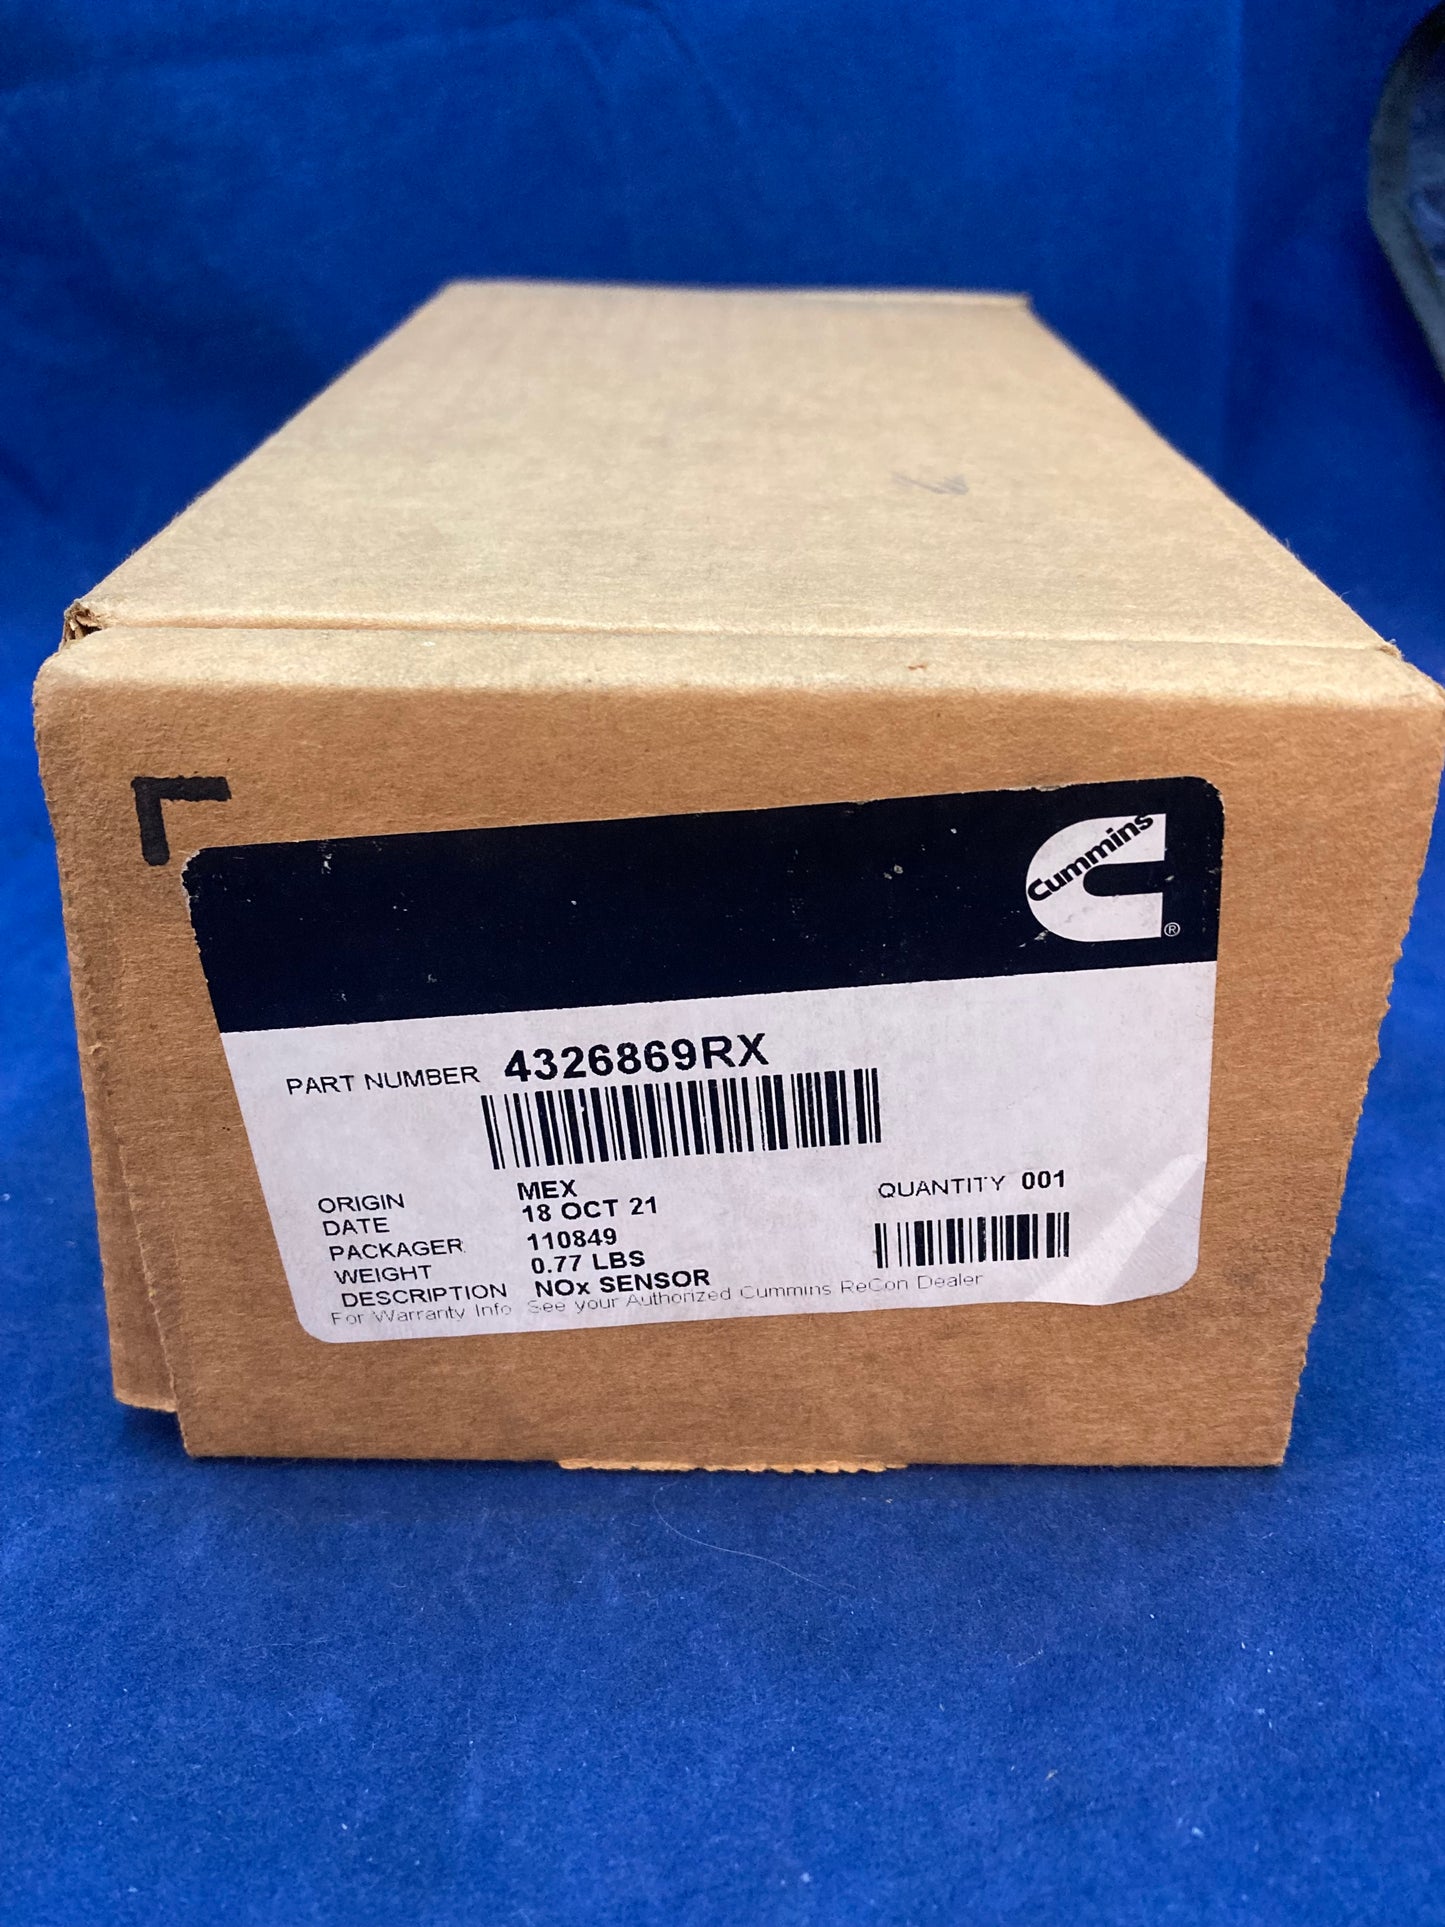 Cummins
®
PART NUMBER 4326869RX
ORIGIN MEX
DATE 18 OCT 21
PACKAGER 110849
WEIGHT 0.77 LBS
DESCRIPTION NOx SENSOR
QUANTITY 001
For Warranty Info See your Authorized Cummins ReCon Dealer